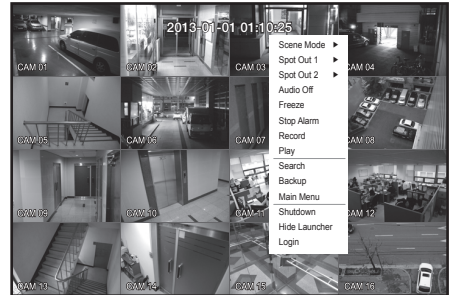 2013-01-01 01:10:25
CAM 01
CAM 02
CAM 03
CAM 04
CAM 05
CAM 06
CAM 07
CAM 08
CAM 09
CAM 10
CAM 11
CAM 12
CAM 13
CAM 14
CAM 15
CAM 16
Scene Mode
Spot Out 1
Spot Out 2
Audio Off
Freeze
Stop Alarm
Record
Play
Search
Backup
Main Menu
Shutdown
Hide Launcher
Login